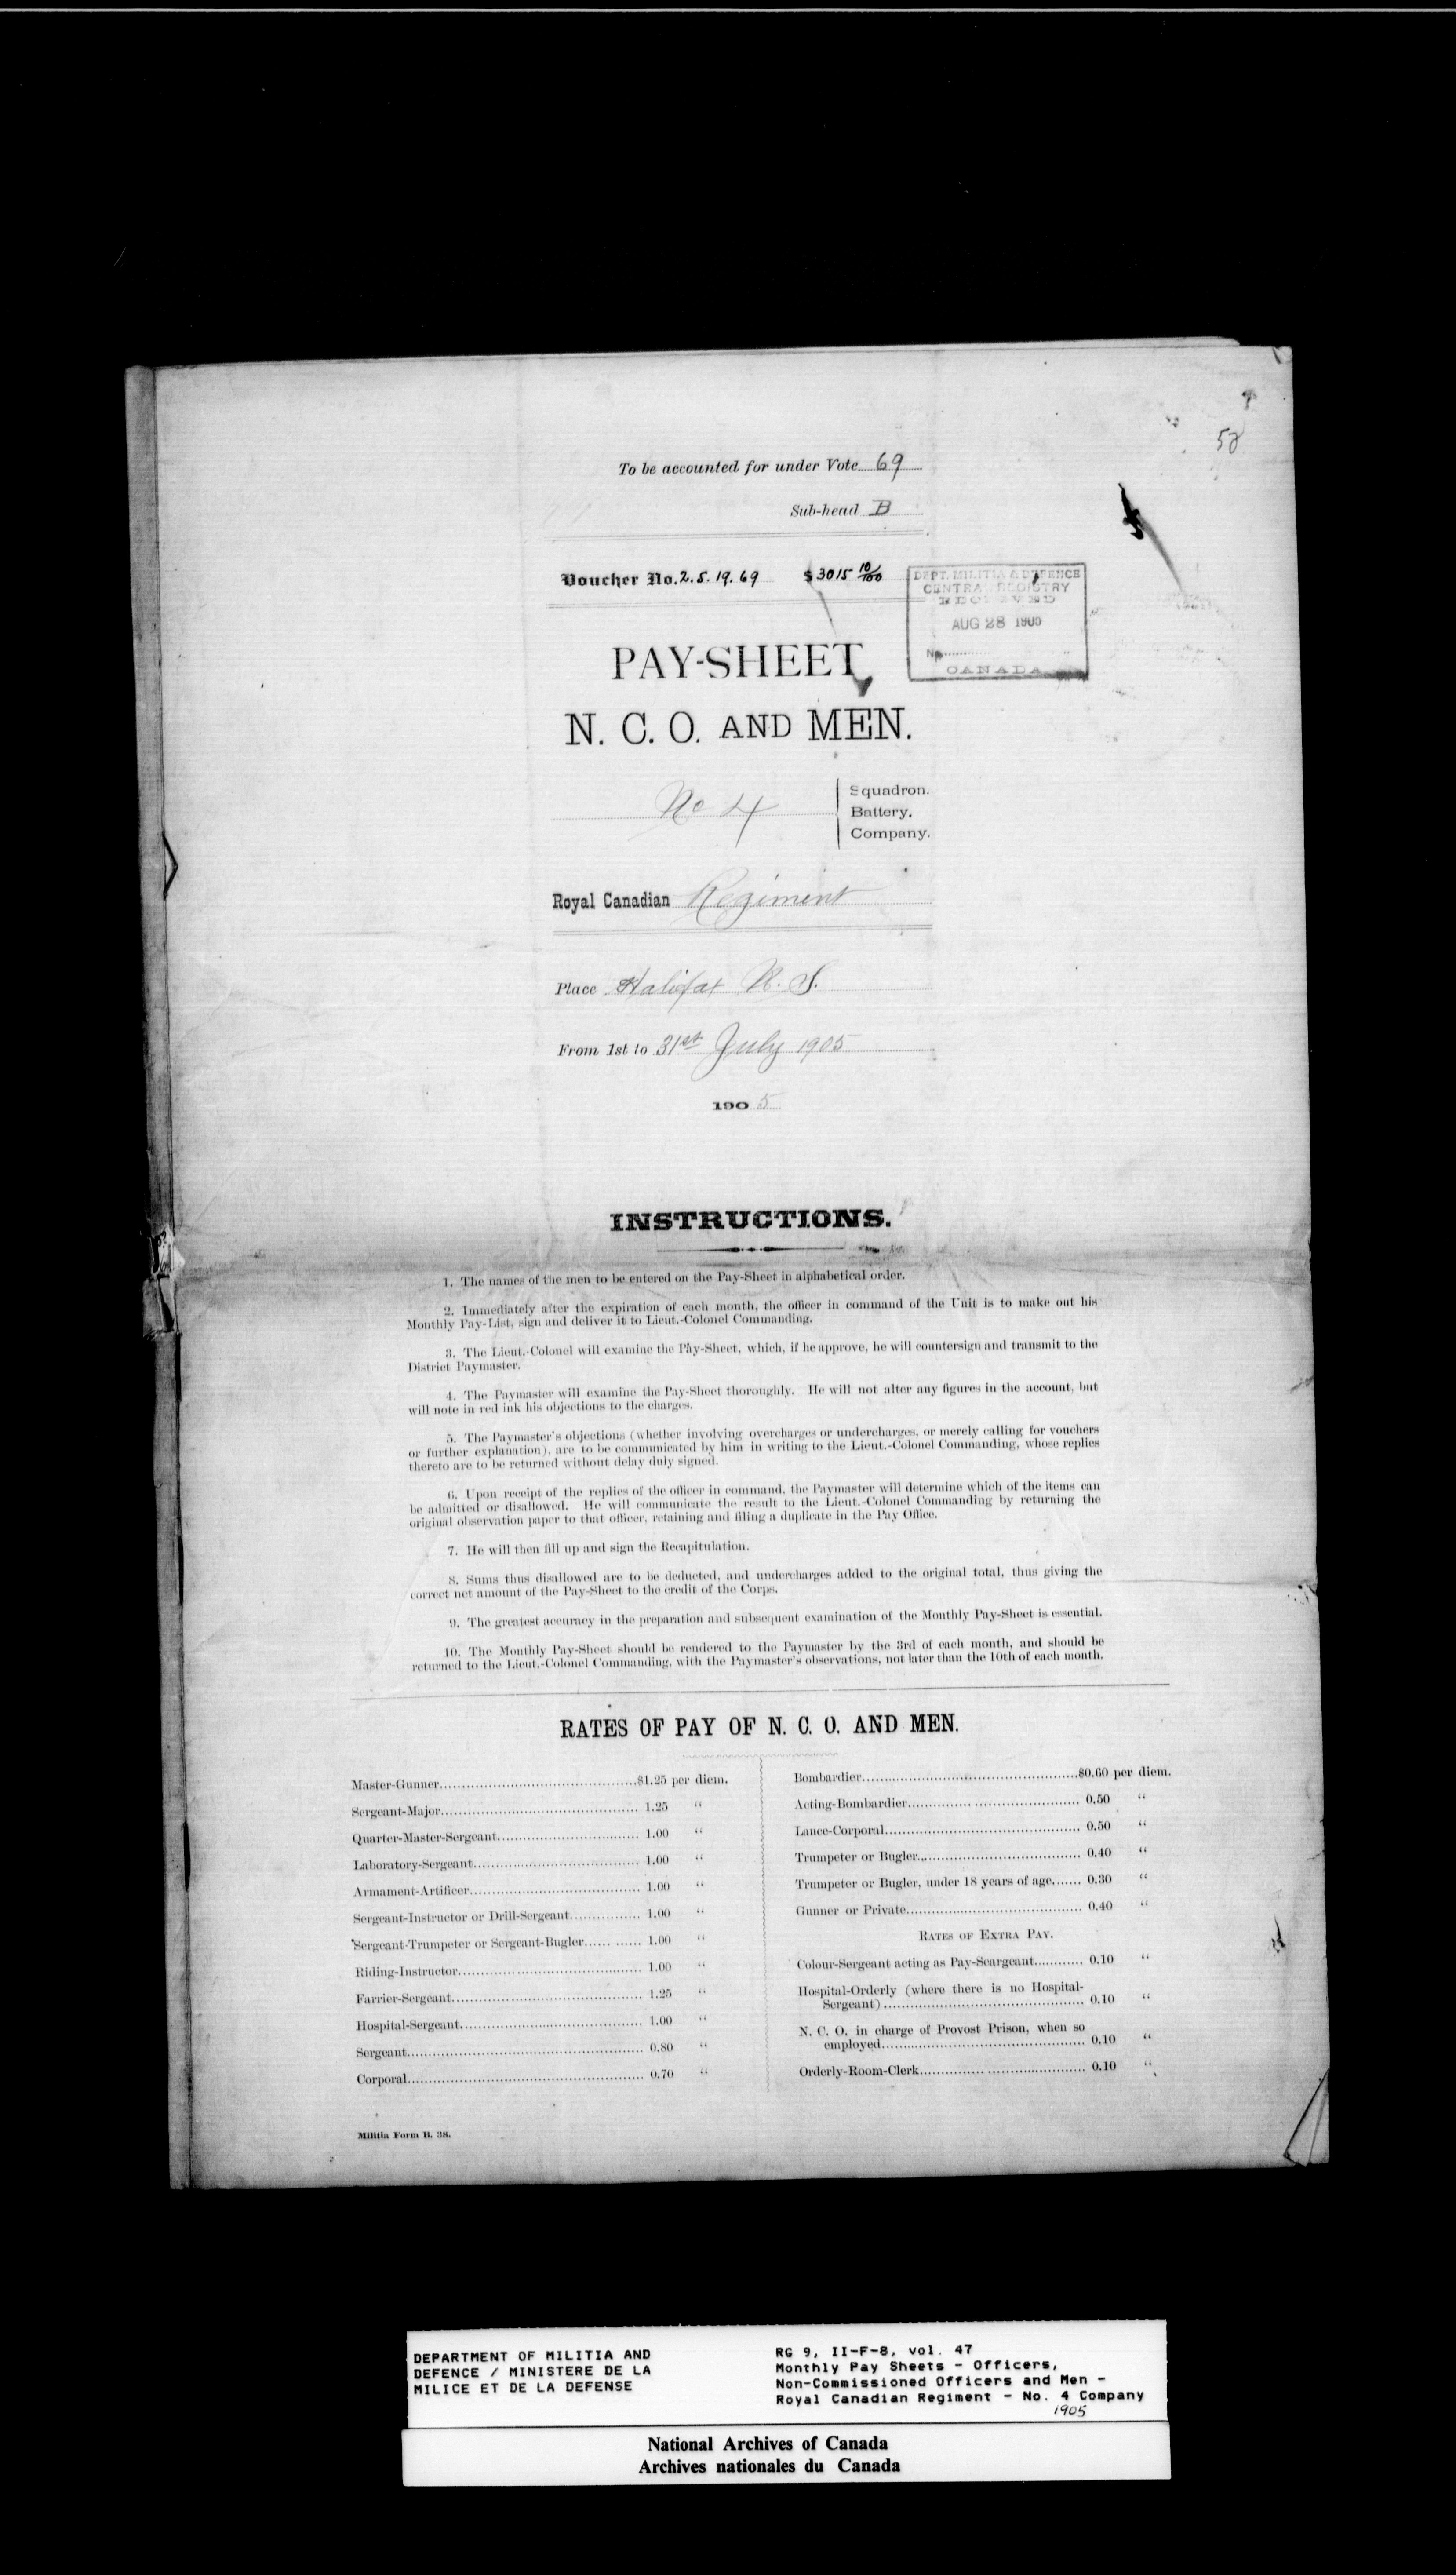 58
To be accounted for under Vote 69
Sub-head B
Voucher No. 2.5.19.69 $3015 10/100
DEPT. MILITIA & DEFENCE
CENTRAL REGISTRY
RECEIVED
AUG 28 1905
No
CANADA
PAY-SHEET
N. C. O. AND MEN.
No 4
Squadron.
Battery.
Company.
Royal Canadian Regiment
Place Halifax N. S.
From 1st to 31st July 1905
1905
INSTRUCTIONS.
1. The names of the men to be entered on the Pay-Sheet in alphabetical order.
2. Immediately after the expiration of each month, the officer in command of the Unit is to make out his
Monthly Pay-List, sign and deliver it to Lieut.-Colonel Commanding.
3. The Lieut.-Colonel will examine the Pay-Sheet, which, if he approve, he will countersign and transmit to the
District Paymaster.
4. The Paymaster will examine the Pay-Sheet thoroughly. He will not alter any figures in the account, but
will note in red ink his objections to the charges.
5. The Paymaster's objections (whether involving overcharges or undercharges, or merely calling for vouchers
or further explanation), are to be communicated by him in writing to the Lieut.-Colonel Commanding, whose replies
thereto are to be returned without delay duly signed.
6. Upon receipt of the replies of the officer in command, the Paymaster will determine which of the items can
be admitted or disallowed. He will communicate the result to the Lieut.-Colonel Commanding by returning the
original observation paper to that officer, retaining and filing a duplicate in the Pay Office.
7. He will then fill up and sign the Recapitulation.
8. Sums thus disallowed are to be deducted, and undercharges added to the original total, thus giving the
correct net amount of the Pay-Sheet to the credit of the Corps.
9. The greatest accuracy in the preparation and subsequent examination of the Monthly Pay-Sheet is essential.
10. The Monthly Pay-Sheet should be rendered to the Paymaster by the 3rd of each month, and should be
returned to the Lieut.-Colonel Commanding, with the Paymaster's observations, not later than the 10th of each month.
RATES OF PAY OF N. C. O. AND MEN.
Master-Gunner $1.25 per diem.
Sergeant-Major 1.25 "
Quarter-Master-Sergeant 1.00 "
Laboratory-Sergeant 1.00 "
Armament-Artificer 1.00 "
Sergeant-Instructor or Drill-Sergeant 1.00 "
Sergeant-Trumpeter or Sergeant-Bugler 1.00 "
Riding-Instructor 1.00 "
Farrier-Sergeant 1.25 "
Hospital-Sergeant 1.00 "
Sergeant 0.80 "
Corporal 0.70 "
Bombardier $0.60 per diem.
Acting-Bombardier 0.50 "
Lance-Corporal 0.50 "
Trumpeter or Bugler 0.40 "
Trumpeter or Bugler, under 18 years of age 0.30 "
Gunner or Private 0.40 "
RATES OF EXTRA PAY.
Colour-Sergeant acting as Pay-Seargeant 0.10 "
Hospital-Orderly (where there is no Hospital-
Sergeant) 0.10 "
N. C. O. in charge of Provost Prison, when so
employed 0.10 "
Orderly-Room-Clerk 0.10 "
Militia Form B. 38.
DEPARTMENT OF MILITIA AND
DEFENCE / MINISTERE DE LA
MILICE ET DE LA DEFENSE
RG 9, II-F-8, vol. 47
Monthly Pay Sheets - Officers,
Non-Commissioned Officers and Men -
Royal Canadian Regiment - No. 4 Company
1905
National Archives of Canada
Archives nationales du Canada